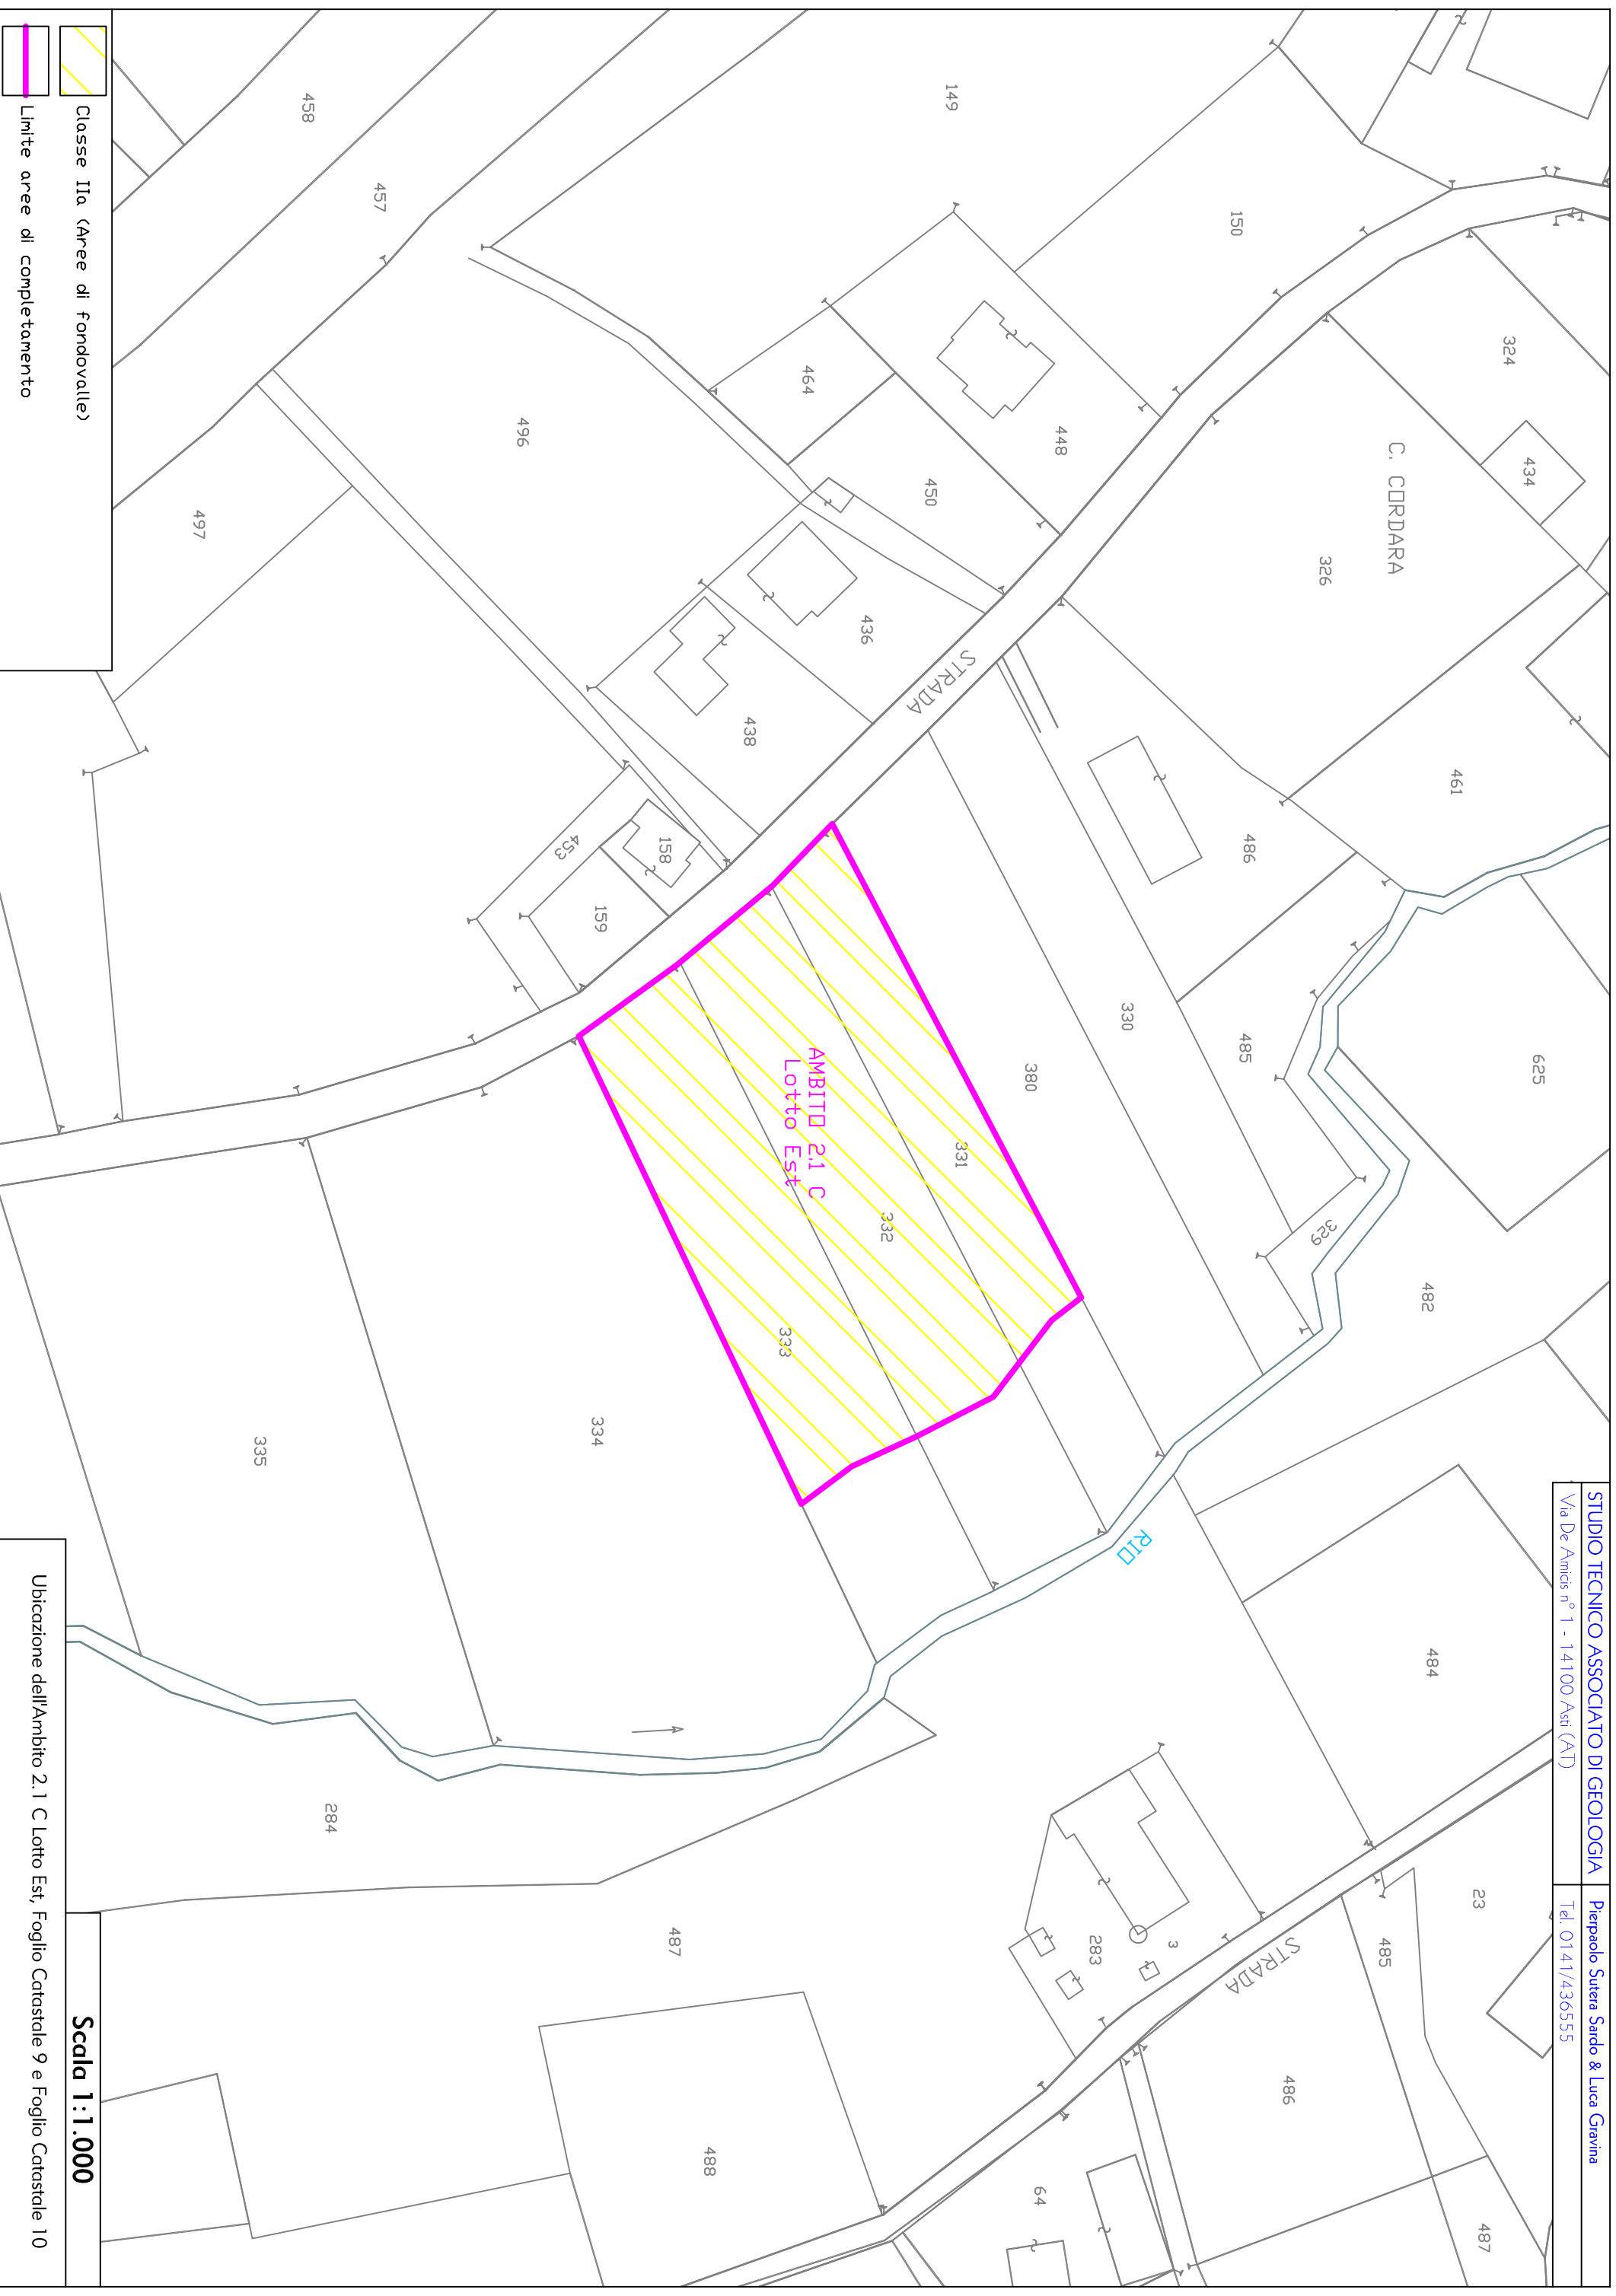 STUDIO TECNICO ASSOCIATO DI GEOLOGIA
Pierpaolo Sutera Sardo & Luca Gravina
Via De Amicis n° 1 - 14100 Asti (AT)
Tel. 0141/436555
23
487
485
625
434
324
461
484
482
C. CORDARA
326
329
486
STRADA
486
485
150
3
RIO
330
283
448
380
64
331
149
450
STRADA
332
436
AMBITO 2.1 C
Lotto Est
464
333
438
488
487
158
159
334
453
496
457
284
458
335
497
Classe IIa (Aree di fondovalle)
Limite aree di completamento
Scala 1:1.000
Ubicazione dell'Ambito 2.1 C Lotto Est, Foglio Catastale 9 e Foglio Catastale 10